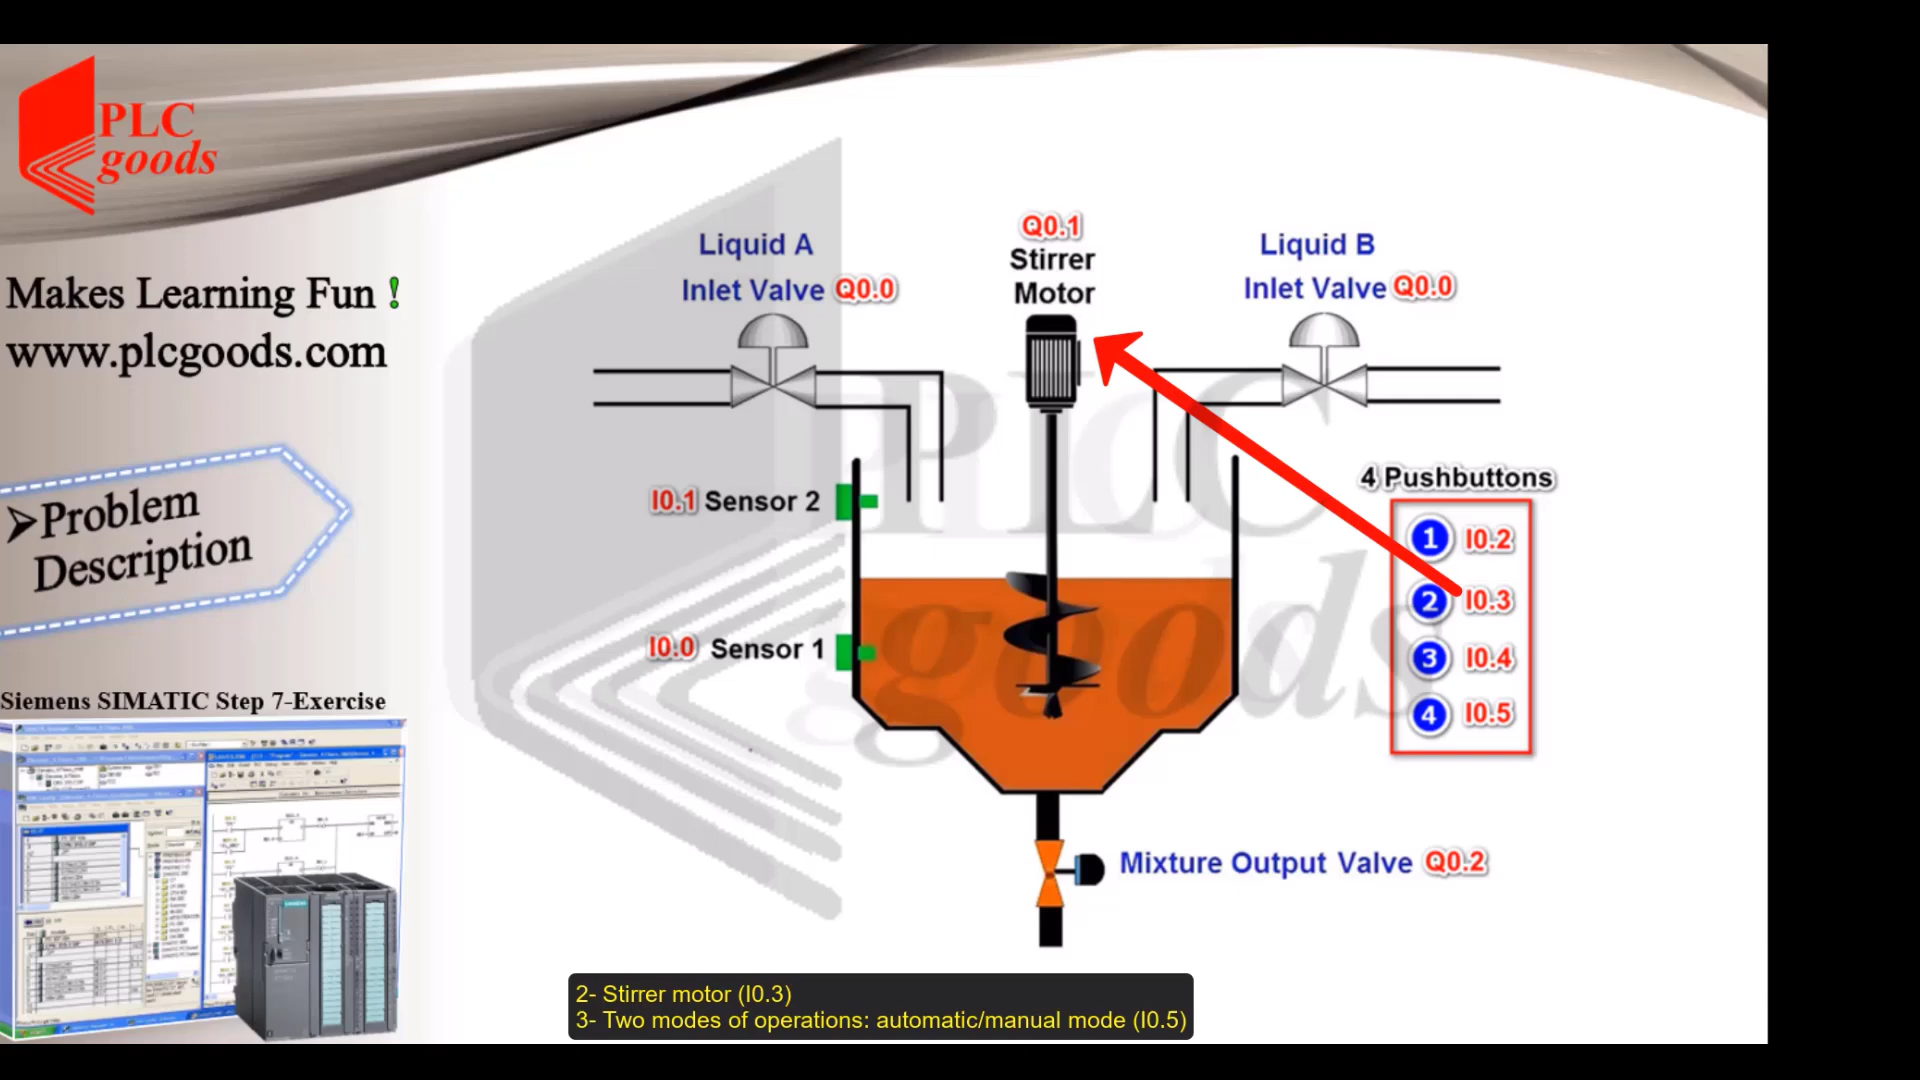 PLC
goods
Makes Learning Fun !
www.plcgoods.com
➢Problem
Description
Siemens SIMATIC Step 7-Exercise
Liquid A
Inlet Valve Q0.0
Q0.1
Stirrer
Motor
Liquid B
Inlet Valve Q0.0
I0.1 Sensor 2
I0.0 Sensor 1
4 Pushbuttons
1 I0.2
2 I0.3
3 I0.4
4 I0.5
Mixture Output Valve Q0.2
PLC
goods
2- Stirrer motor (I0.3)
3- Two modes of operations: automatic/manual mode (I0.5)